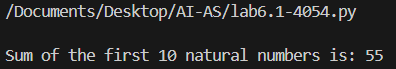 /Documents/Desktop/AI-AS/lab6.1-4054.py
Sum of the first 10 natural numbers is: 55